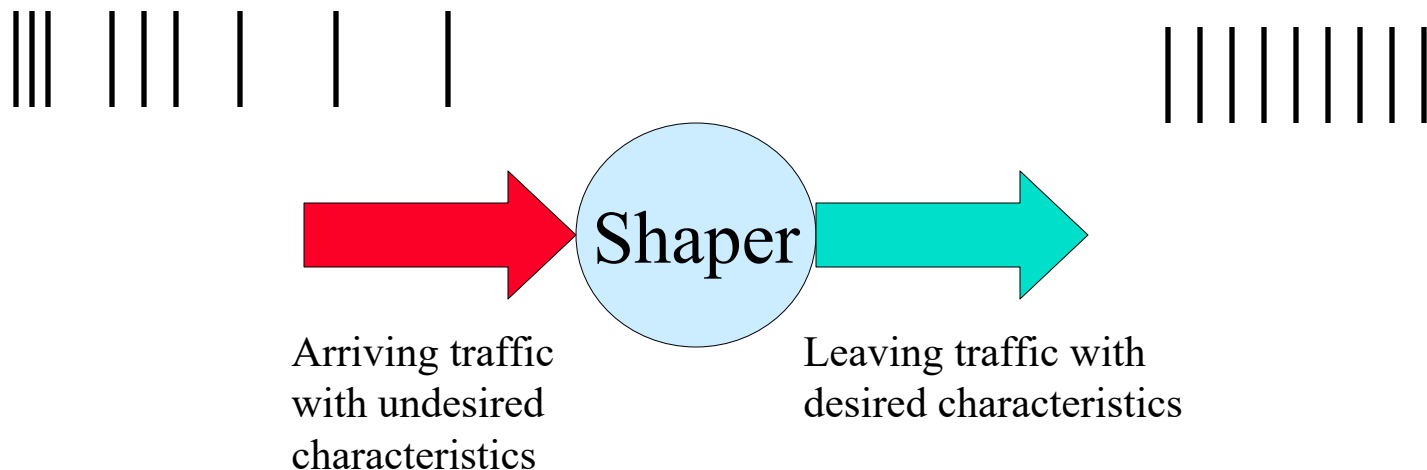 Shaper
Arriving traffic
with undesired
characteristics
Leaving traffic with
desired characteristics